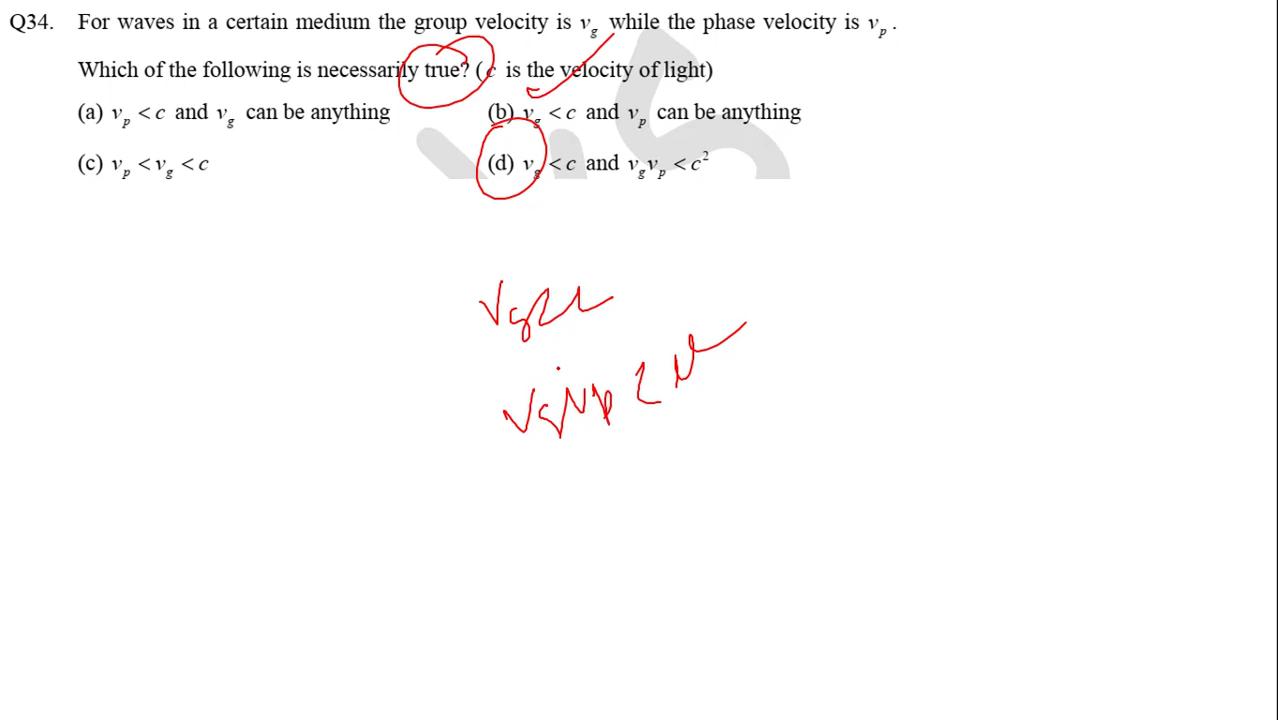 Q34. For waves in a certain medium the group velocity is v_g while the phase velocity is v_p.
Which of the following is necessarily true? (c is the velocity of light)
(a) v_p < c and v_g can be anything (b) v_g < c and v_p can be anything
(c) v_p < v_g < c (d) v_g < c and v_g v_p < c²